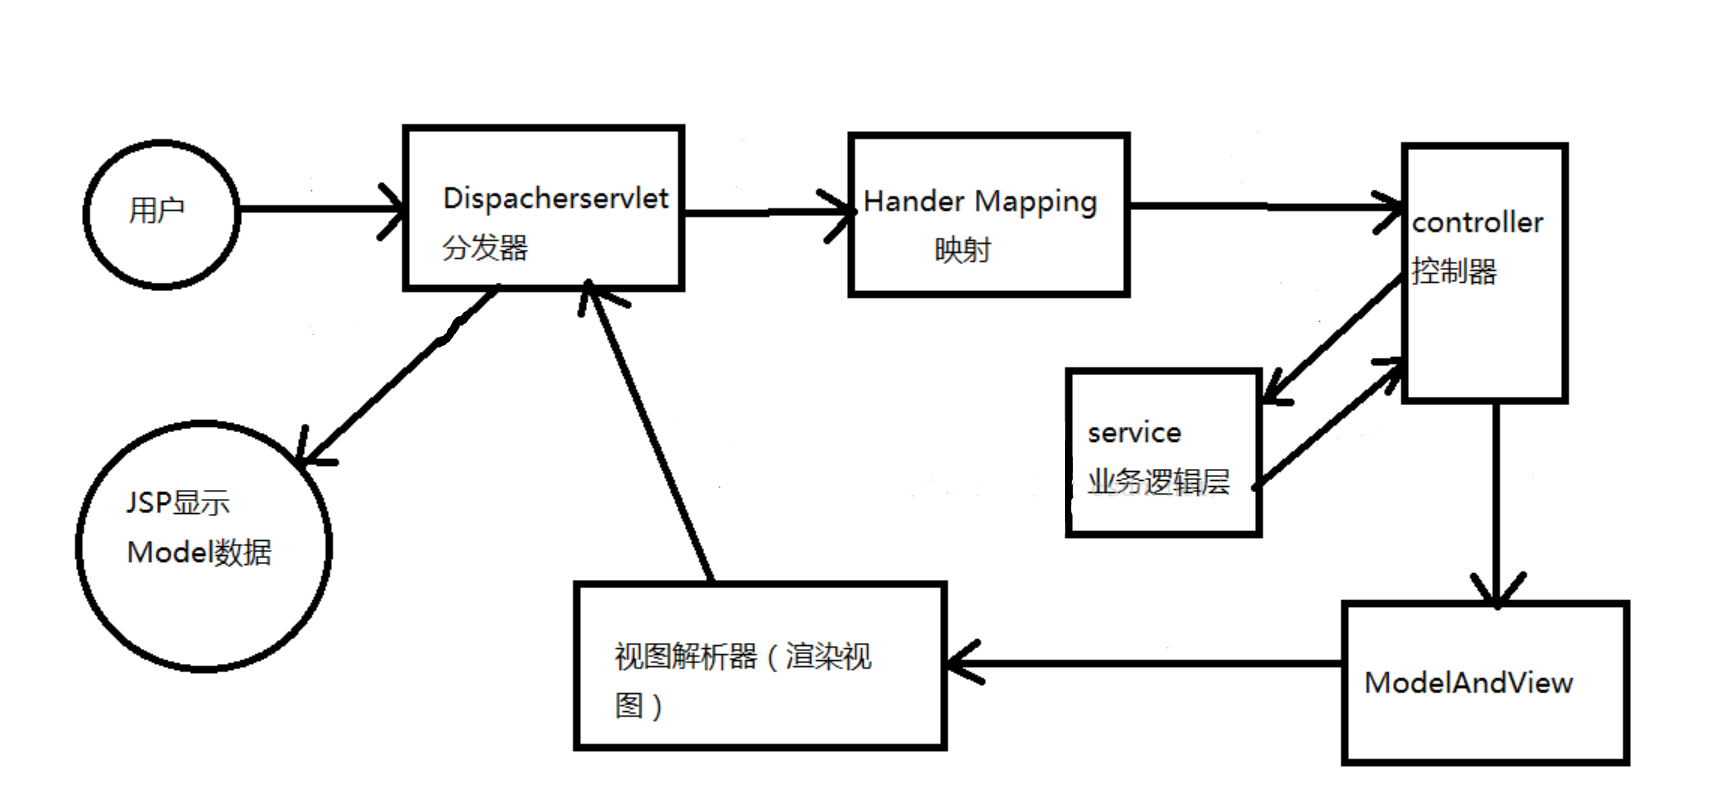 用户
Dispacherservlet
分发器
Hander Mapping
映射
controller
控制器
service
业务逻辑层
JSP显示
Model数据
视图解析器（渲染视
图）
ModelAndView